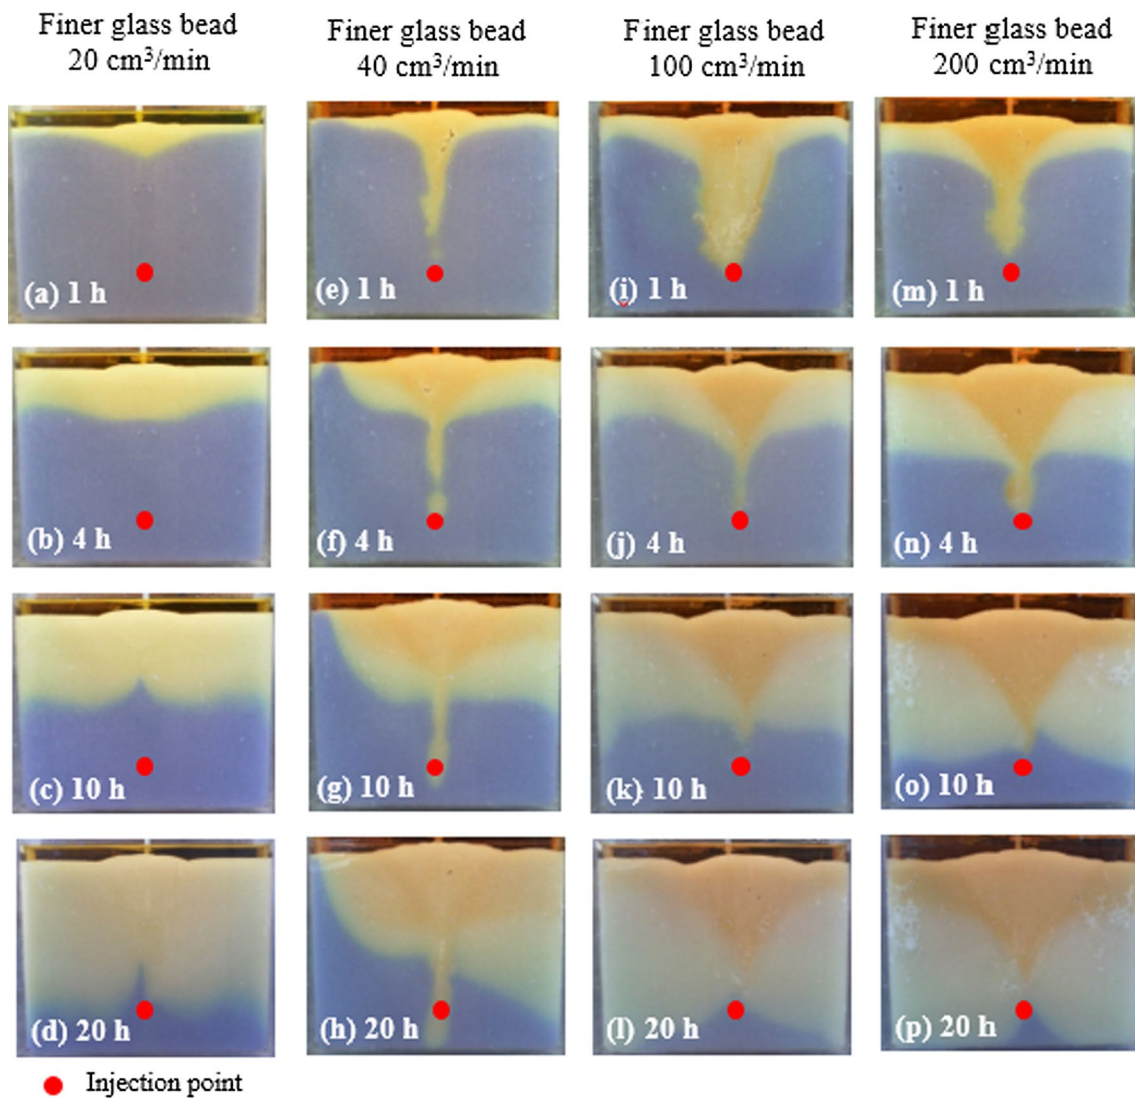 Finer glass bead
20 cm³/min
Finer glass bead
40 cm³/min
Finer glass bead
100 cm³/min
Finer glass bead
200 cm³/min
(a) 1 h
(e) 1 h
(i) 1 h
(m) 1 h
(b) 4 h
(f) 4 h
(j) 4 h
(n) 4 h
(c) 10 h
(g) 10 h
(k) 10 h
(o) 10 h
(d) 20 h
(h) 20 h
(l) 20 h
(p) 20 h
Injection point